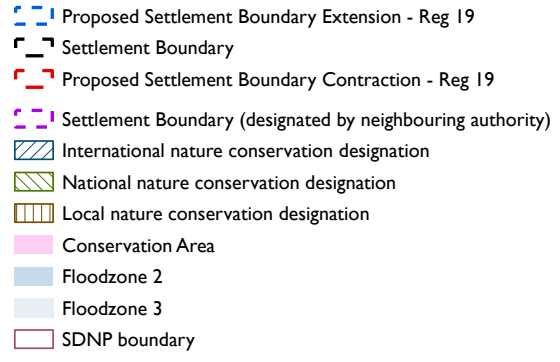 Proposed Settlement Boundary Extension - Reg 19
Settlement Boundary
Proposed Settlement Boundary Contraction - Reg 19
Settlement Boundary (designated by neighbouring authority)
International nature conservation designation
National nature conservation designation
Local nature conservation designation
Conservation Area
Floodzone 2
Floodzone 3
SDNP boundary